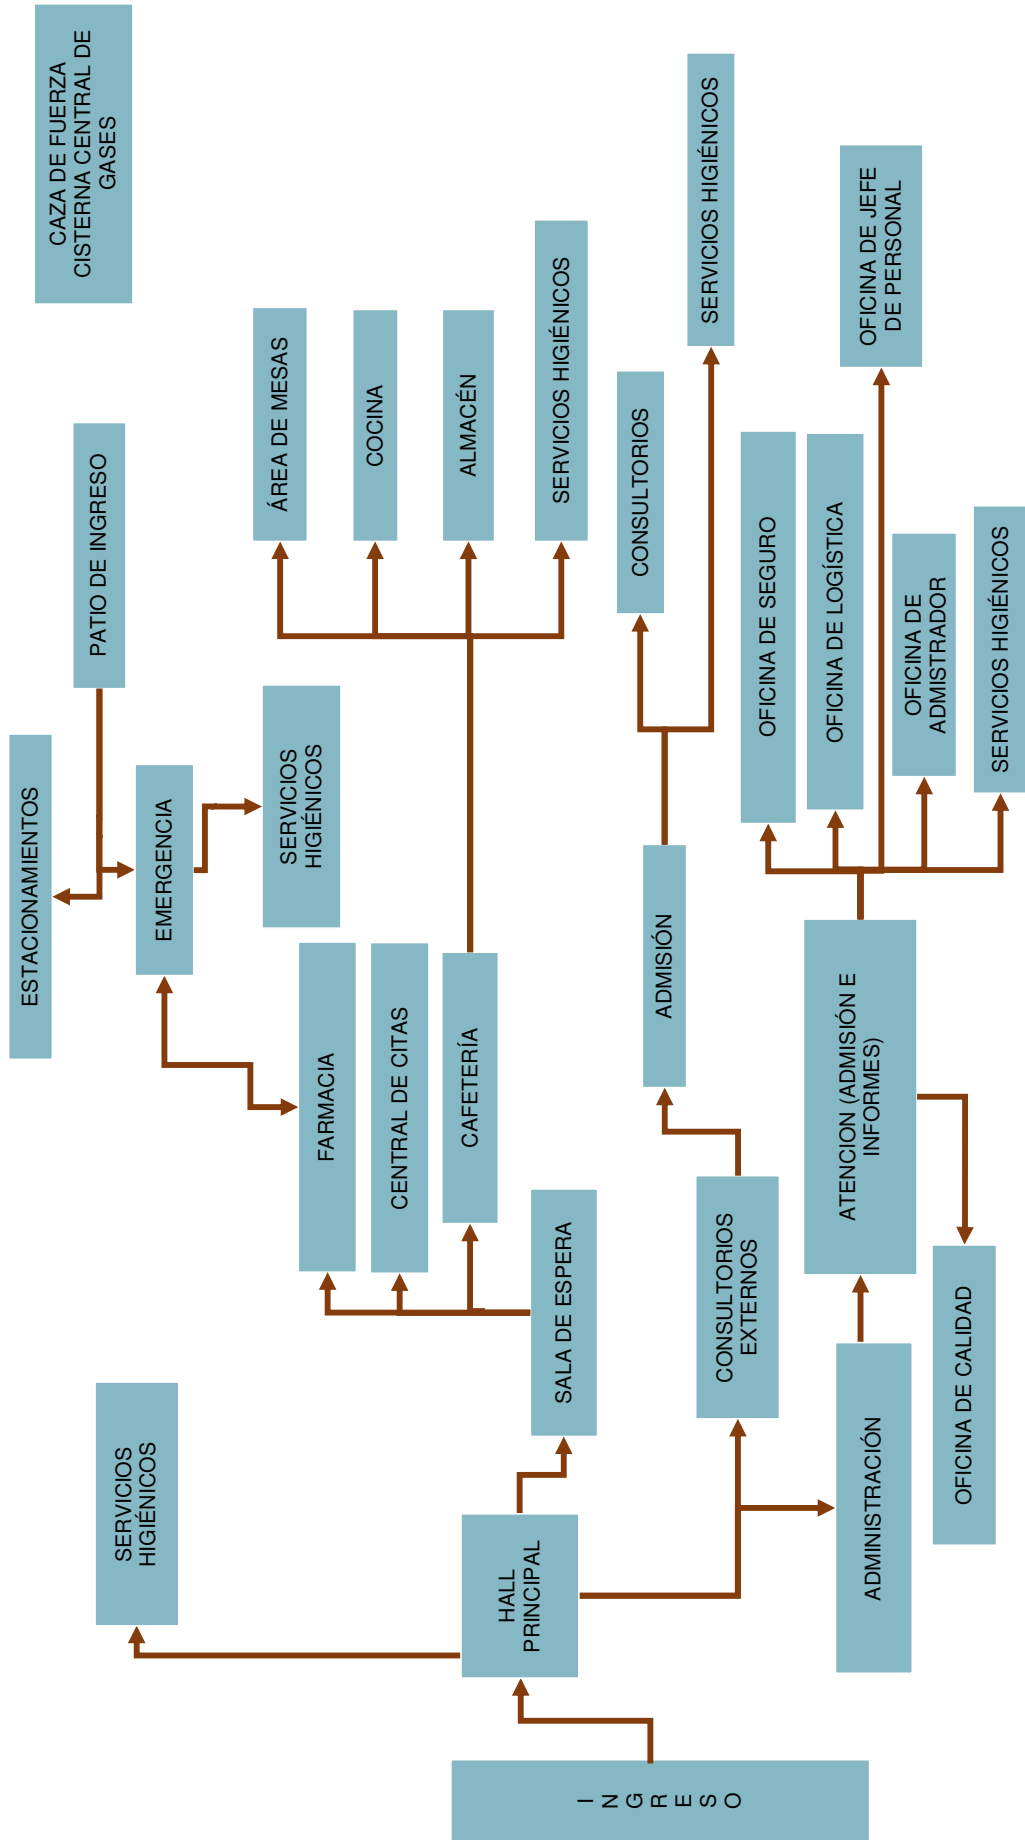 I
N
G
R
E
S
O
HALL
PRINCIPAL
SERVICIOS
HIGIÉNICOS
SALA DE ESPERA
FARMACIA
CENTRAL DE CITAS
CAFETERÍA
EMERGENCIA
ESTACIONAMIENTOS
PATIO DE INGRESO
SERVICIOS
HIGIÉNICOS
ÁREA DE MESAS
COCINA
ALMACÉN
SERVICIOS HIGIÉNICOS
CAZA DE FUERZA
CISTERNA CENTRAL DE
GASES
CONSULTORIOS
EXTERNOS
ADMISIÓN
CONSULTORIOS
SERVICIOS HIGIÉNICOS
ADMINISTRACIÓN
ATENCION (ADMISIÓN E
INFORMES)
OFICINA DE CALIDAD
OFICINA DE SEGURO
OFICINA DE LOGÍSTICA
OFICINA DE JEFE
DE PERSONAL
OFICINA DE
ADMISTRADOR
SERVICIOS HIGIÉNICOS